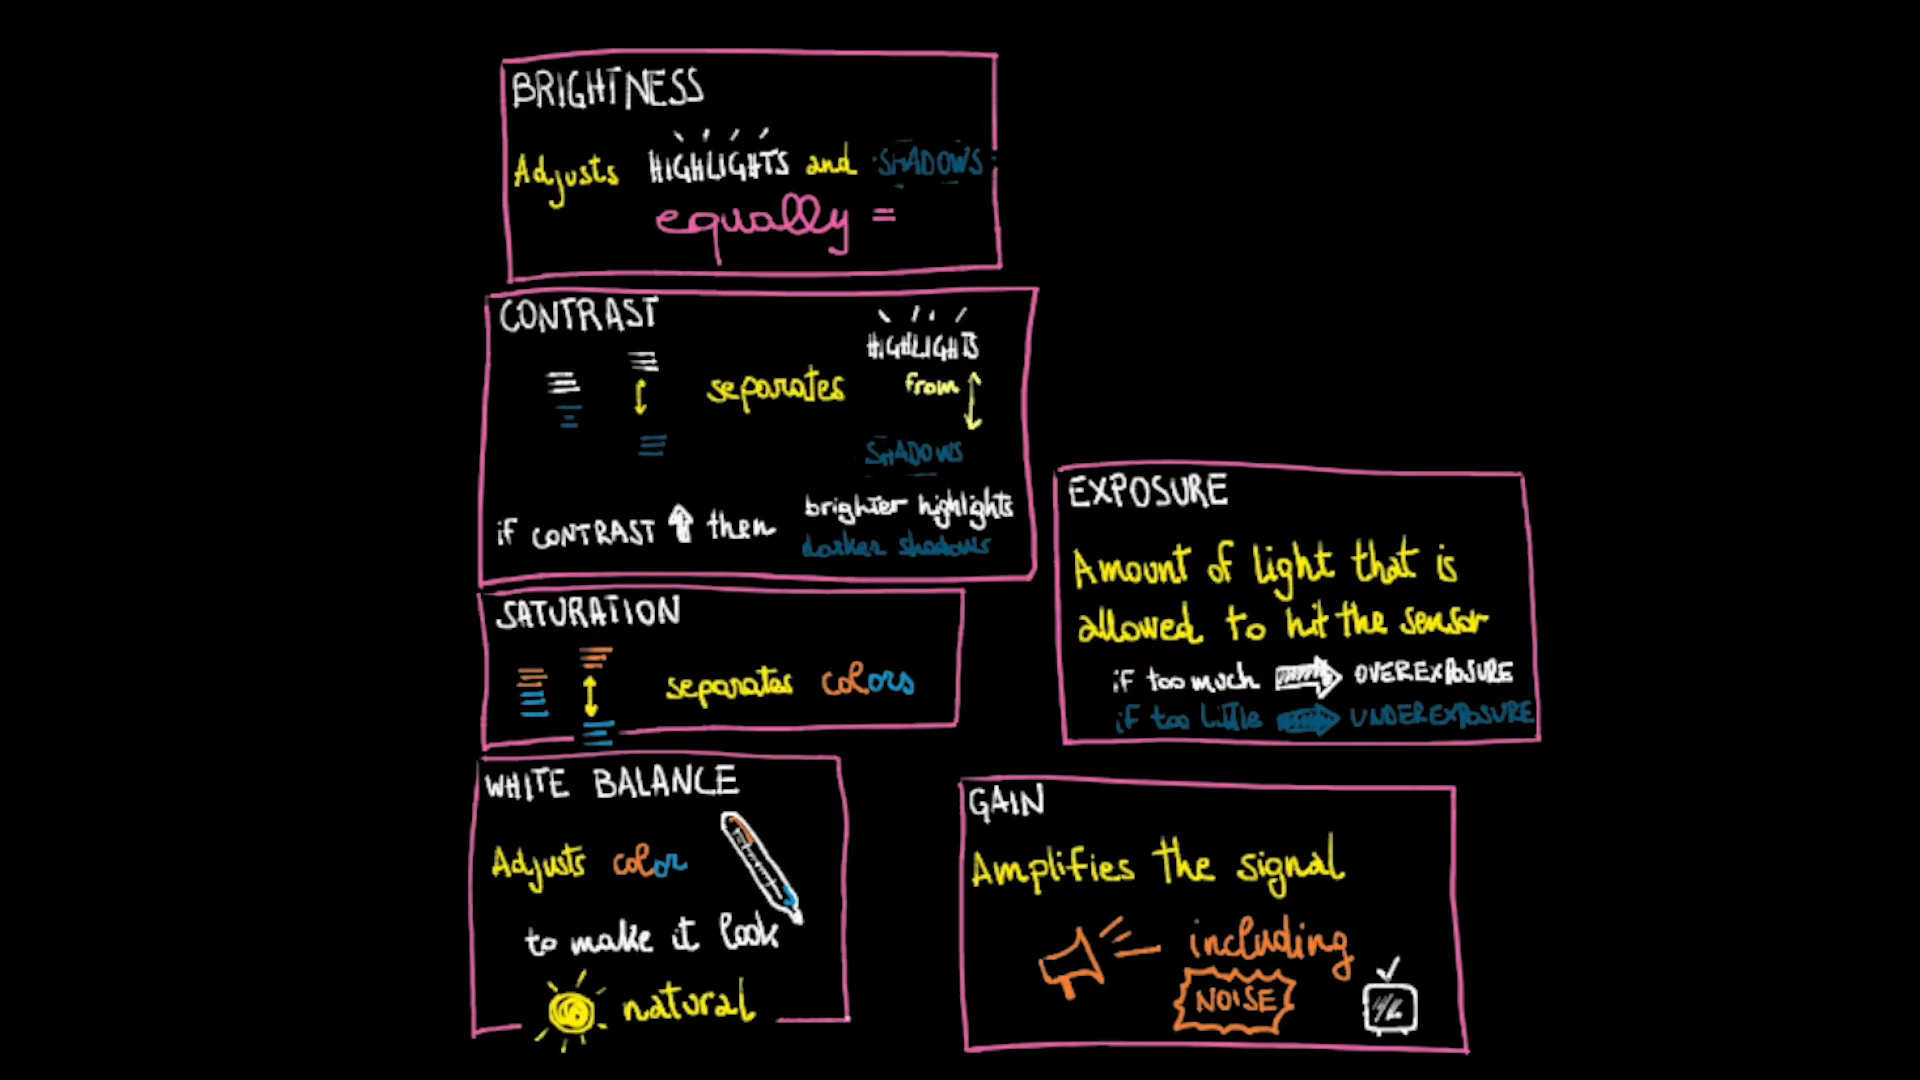 BRIGHTNESS
Adjusts HIGHLIGHTS and SHADOWS
equally =
CONTRAST
separates
HIGHLIGHTS
from
SHADOWS
if CONTRAST ⬆ then
brighter highlights
darker shadows
SATURATION
separates colors
WHITE BALANCE
Adjusts color
to make it look
natural
EXPOSURE
Amount of light that is
allowed to hit the sensor
if too much ➡ OVEREXPOSURE
if too little ➡ UNDEREXPOSURE
GAIN
Amplifies the signal
including
NOISE